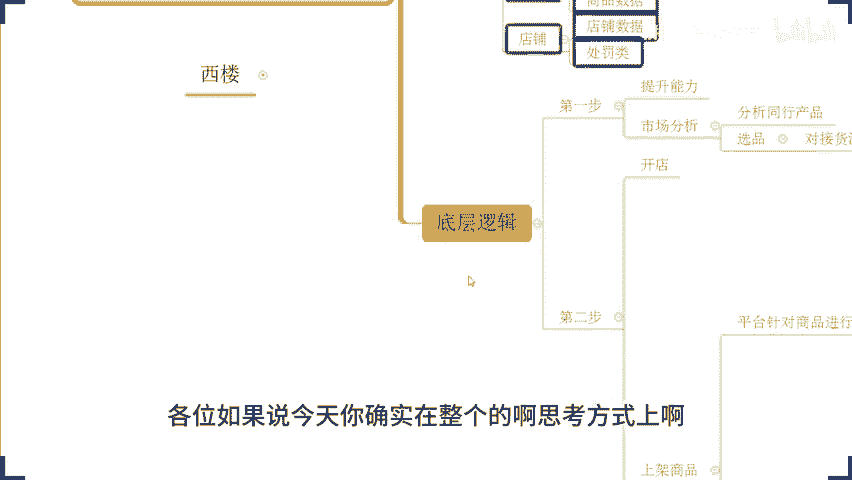 商品数据
店铺数据
店铺
处罚类
西楼
提升能力
第一步
市场分析
分析同行产品
选品
对接货
开店
底层逻辑
第二步
平台针对商品进行
各位如果说今天你确实在整个的啊思考方式上啊
上架商品